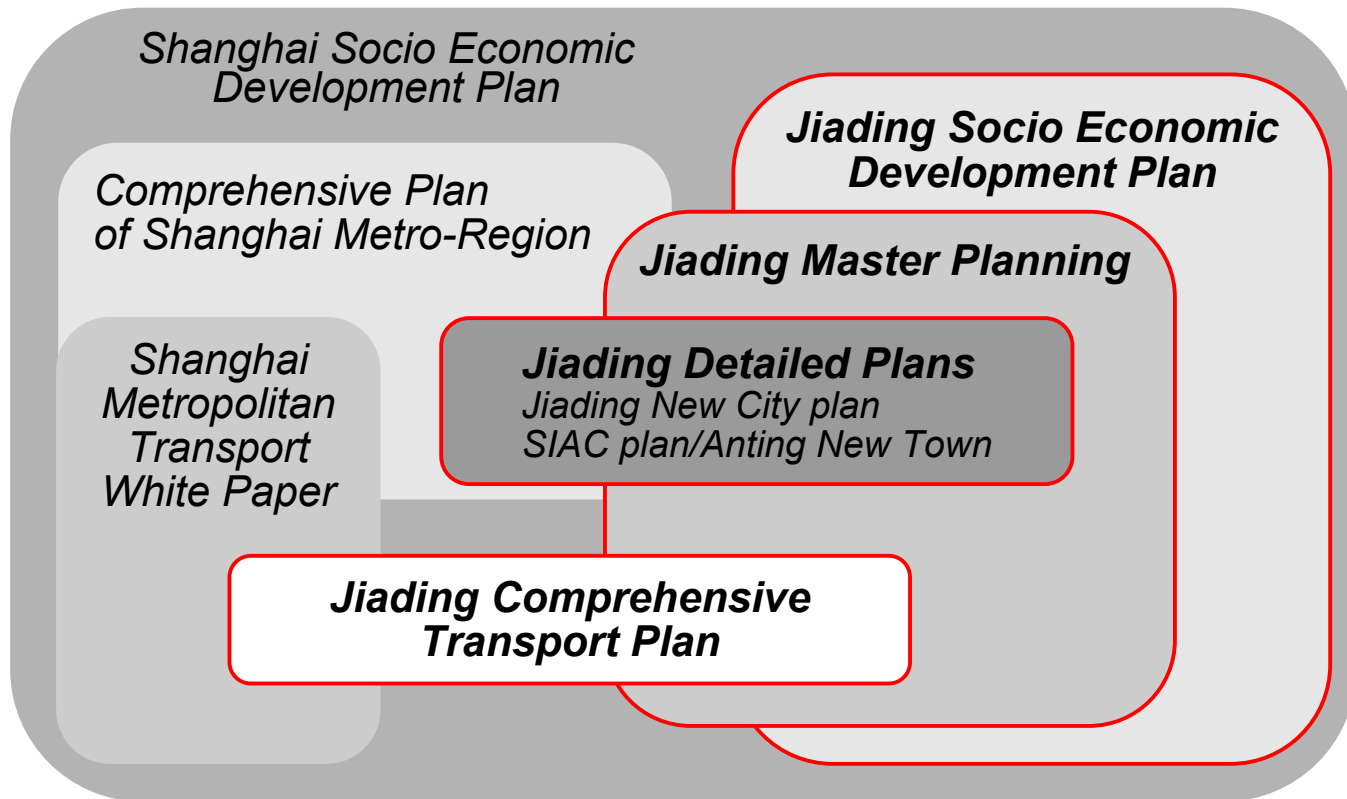 Shanghai Socio Economic
Development Plan
Jiading Socio Economic
Development Plan
Comprehensive Plan
of Shanghai Metro-Region
Jiading Master Planning
Shanghai
Metropolitan
Transport
White Paper
Jiading Detailed Plans
Jiading New City plan
SIAC plan/Anting New Town
Jiading Comprehensive
Transport Plan